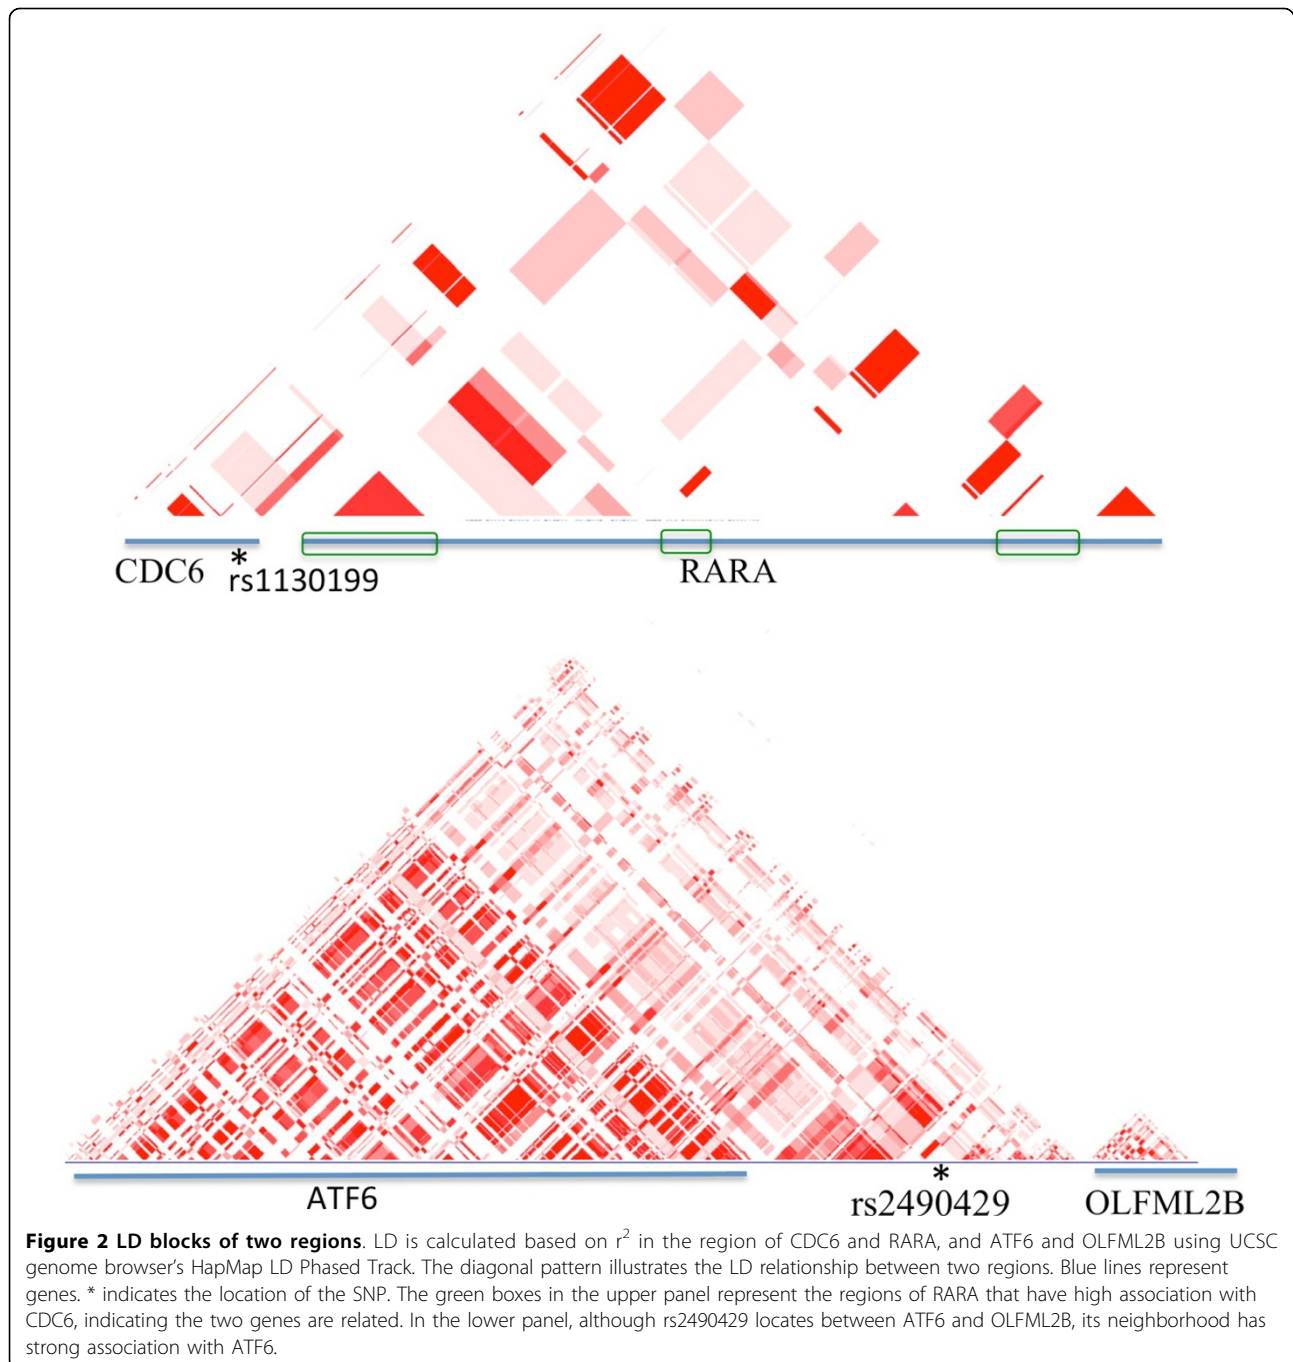 CDC6
*
rs1130199
RARA
*
ATF6
rs2490429
OLFML2B
Figure 2 LD blocks of two regions. LD is calculated based on r² in the region of CDC6 and RARA, and ATF6 and OLFML2B using UCSC
genome browser's HapMap LD Phased Track. The diagonal pattern illustrates the LD relationship between two regions. Blue lines represent
genes. * indicates the location of the SNP. The green boxes in the upper panel represent the regions of RARA that have high association with
CDC6, indicating the two genes are related. In the lower panel, although rs2490429 locates between ATF6 and OLFML2B, its neighborhood has
strong association with ATF6.